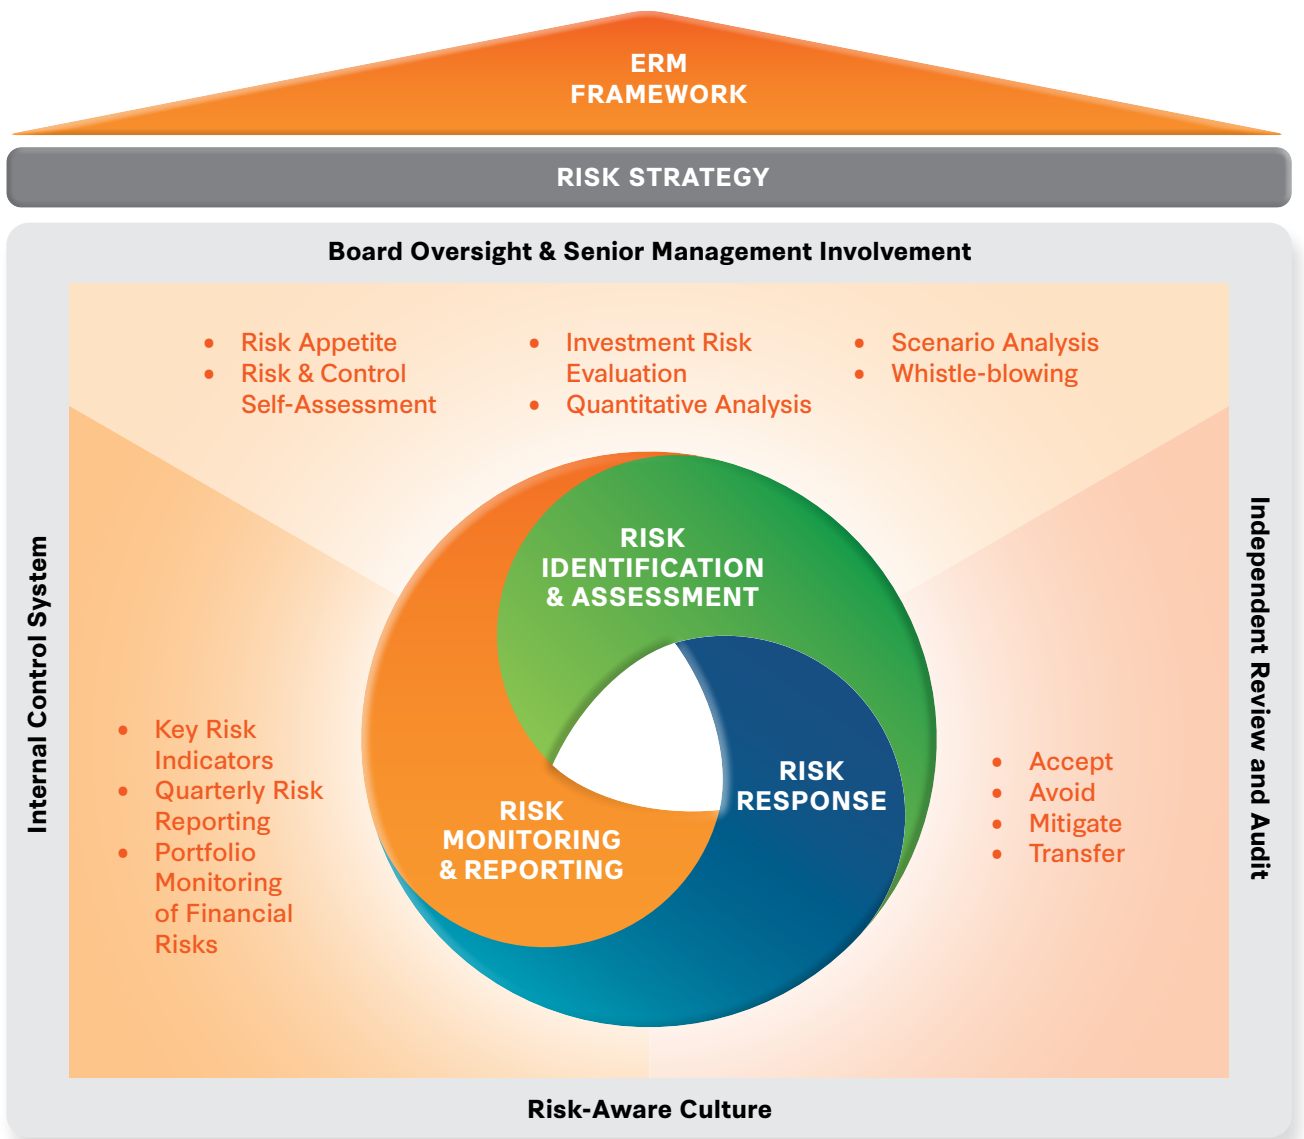 ERM
FRAMEWORK
RISK STRATEGY
Board Oversight & Senior Management Involvement
• Risk Appetite
• Risk & Control
Self-Assessment
• Investment Risk
Evaluation
• Quantitative Analysis
• Scenario Analysis
• Whistle-blowing
Internal Control System
RISK
IDENTIFICATION
& ASSESSMENT
Independent Review and Audit
• Key Risk
Indicators
• Quarterly Risk
Reporting
• Portfolio
Monitoring
of Financial
Risks
RISK
MONITORING
& REPORTING
RISK
RESPONSE
• Accept
• Avoid
• Mitigate
• Transfer
Risk-Aware Culture